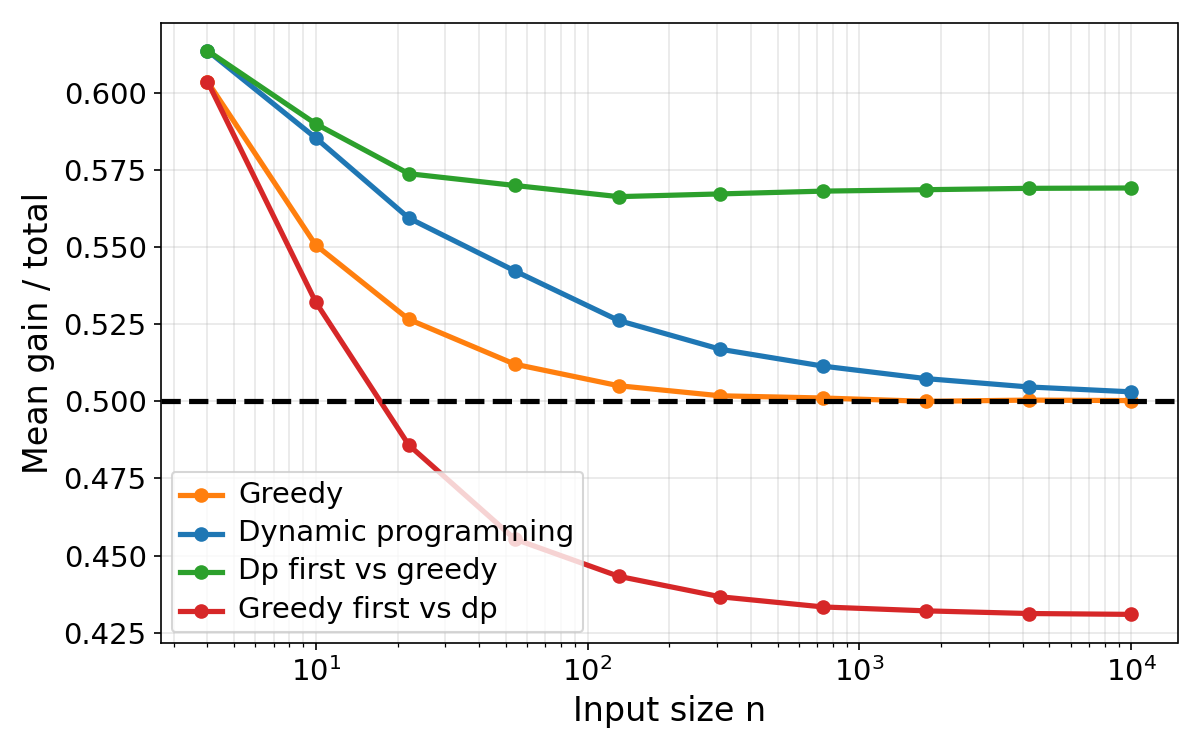 0.600
0.575
0.550
0.525
0.500
0.475
0.450
0.425
Mean gain / total
Greedy
Dynamic programming
Dp first vs greedy
Greedy first vs dp
10¹ 10² 10³ 10⁴
Input size n